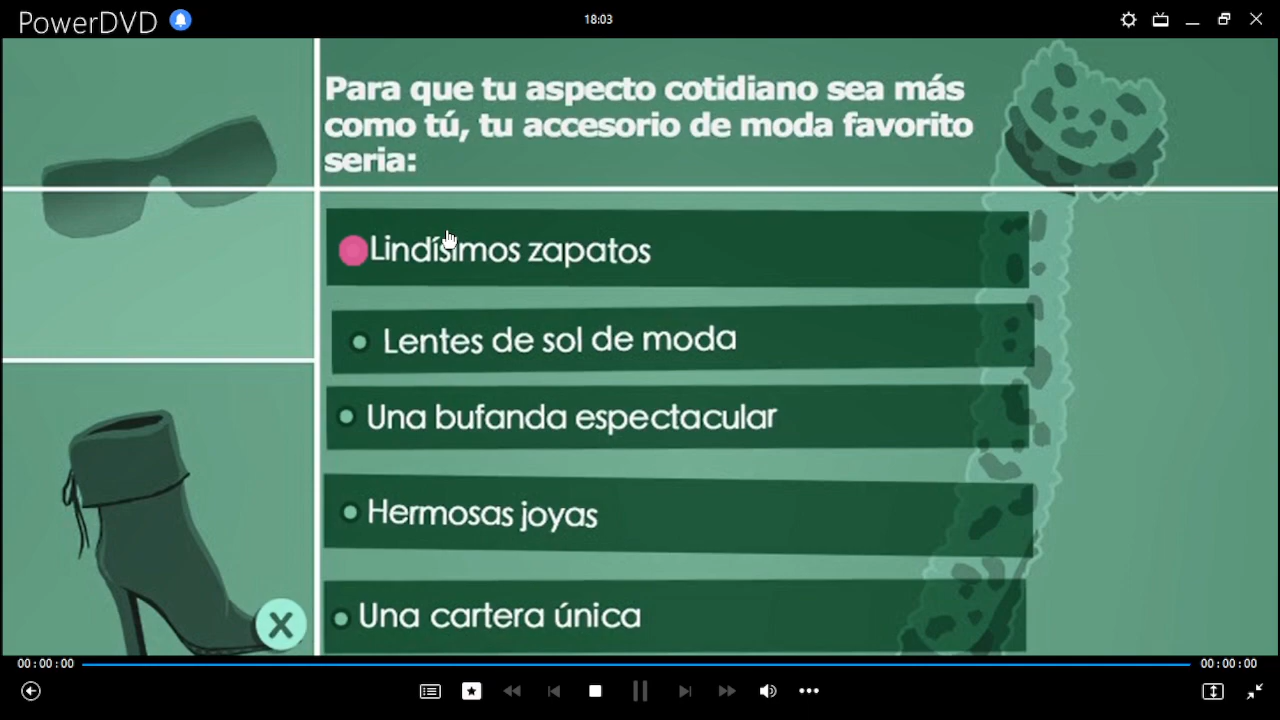 PowerDVD
18:03
Para que tu aspecto cotidiano sea más
como tú, tu accesorio de moda favorito
seria:
Lindísimos zapatos
Lentes de sol de moda
Una bufanda espectacular
Hermosas joyas
Una cartera única
X
00:00:00
00:00:00